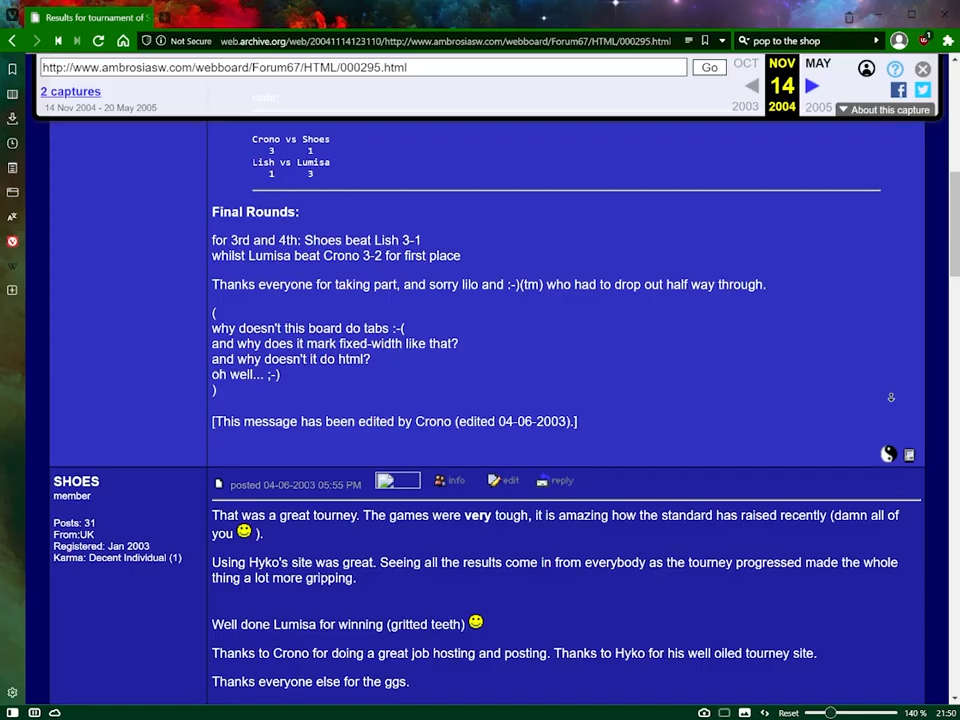 Results for tournament of S
Not Secure
web.archive.org/web/20041114123110/http://www.ambrosiasw.com/webboard/Forum67/HTML/000295.html
pop to the shop
http://www.ambrosiasw.com/webboard/Forum67/HTML/000295.html
Go
OCT NOV MAY
2 captures
14
14 Nov 2004 - 20 May 2005
2003 2004 2005
About this capture
code:
Crono vs Shoes
3 1
Lish vs Lumisa
1 3
Final Rounds:
for 3rd and 4th: Shoes beat Lish 3-1
whilst Lumisa beat Crono 3-2 for first place
Thanks everyone for taking part, and sorry lilo and :-)(tm) who had to drop out half way through.
(
why doesn't this board do tabs :-(
and why does it mark fixed-width like that?
and why doesn't it do html?
oh well... ;-)
)
[This message has been edited by Crono (edited 04-06-2003).]
SHOES
member
Posts: 31
From:UK
Registered: Jan 2003
Karma: Decent Individual (1)
posted 04-06-2003 05:55 PM
info
edit
reply
That was a great tourney. The games were very tough, it is amazing how the standard has raised recently (damn all of
you ).
Using Hyko's site was great. Seeing all the results come in from everybody as the tourney progressed made the whole
thing a lot more gripping.
Well done Lumisa for winning (gritted teeth)
Thanks to Crono for doing a great job hosting and posting. Thanks to Hyko for his well oiled tourney site.
Thanks everyone else for the ggs.
Reset
140 %
21:50